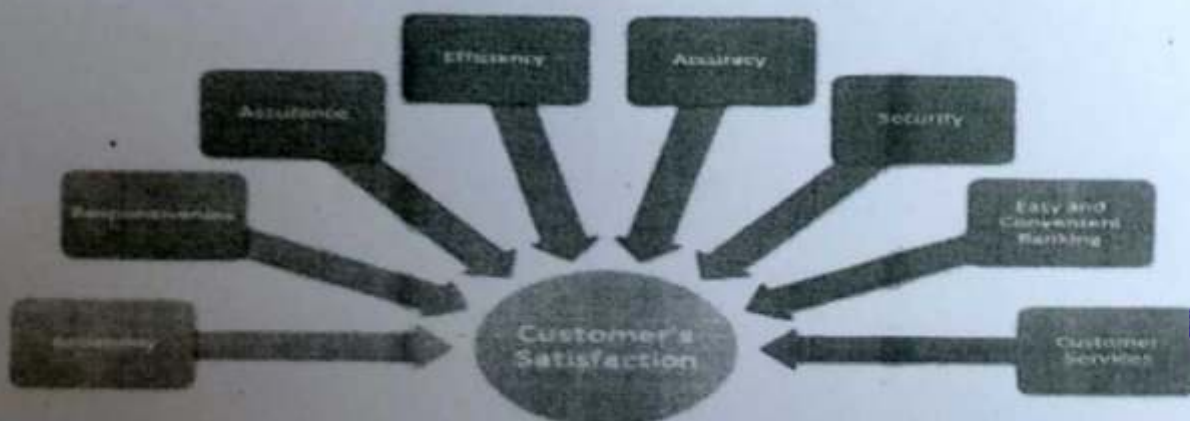 Efficiency
Accuracy
Assurance
Security
Responsiveness
Easy and
Convenient
Banking
Customer's
Satisfaction
Customer
Services